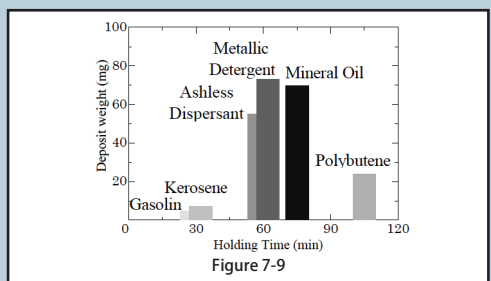 100
Metallic
80
Detergent Mineral Oil
Ashless
60
Dispersant
40
Polybutene
20
Kerosene
Gasolin
0 30 60 90 120
Deposit weight (mg)
Holding Time (min)
Figure 7-9